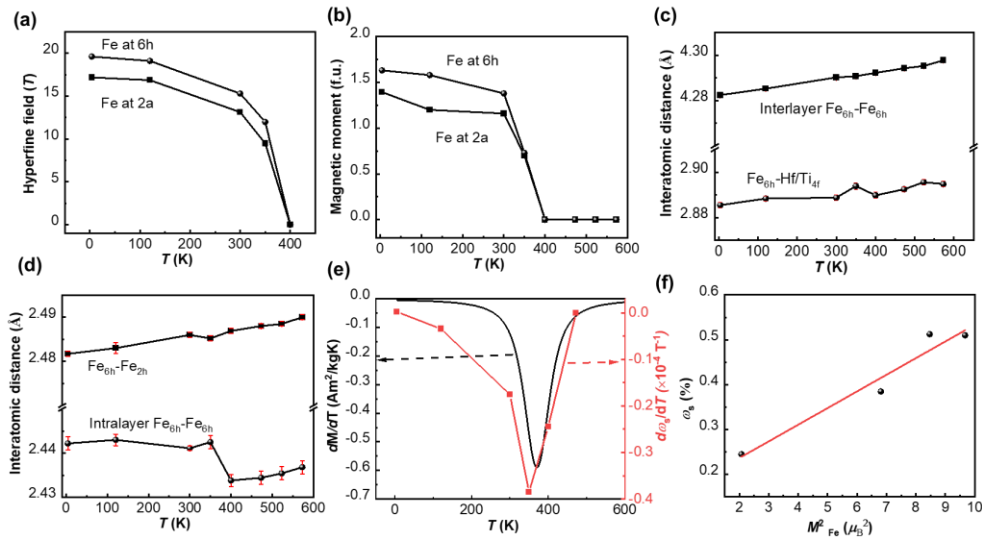 (a)
Hyperfine field (T)
20
15
10
5
0
Fe at 6h
Fe at 2a
0 100 200 300 400
T (K)
(b)
Magnetic moment (f.u.)
2.0
1.5
1.0
0.5
0.0
Fe at 6h
Fe at 2a
0 100 200 300 400 500 600
T (K)
(c)
Interatomic distance (Å)
4.30
4.28
2.90
2.88
Interlayer Fe6h-Fe6h
Fe6h-Hf/Ti4f
0 100 200 300 400 500 600
T (K)
(d)
Interatomic distance (Å)
2.49
2.48
2.44
2.43
Fe6h-Fe2h
Intralayer Fe6h-Fe6h
0 100 200 300 400 500 600
T (K)
(e)
dM/dT (Am²/kgK)
0.0
-0.1
-0.2
-0.3
-0.4
-0.5
-0.6
-0.7
0 200 400 600
T (K)
0.0
-0.1
-0.2
-0.3
-0.4
dωs/dT (×10⁻⁴ T⁻¹)
(f)
ωs (%)
0.6
0.5
0.4
0.3
0.2
0.1
2 3 4 5 6 7 8 9 10
M²Fe (μB²)